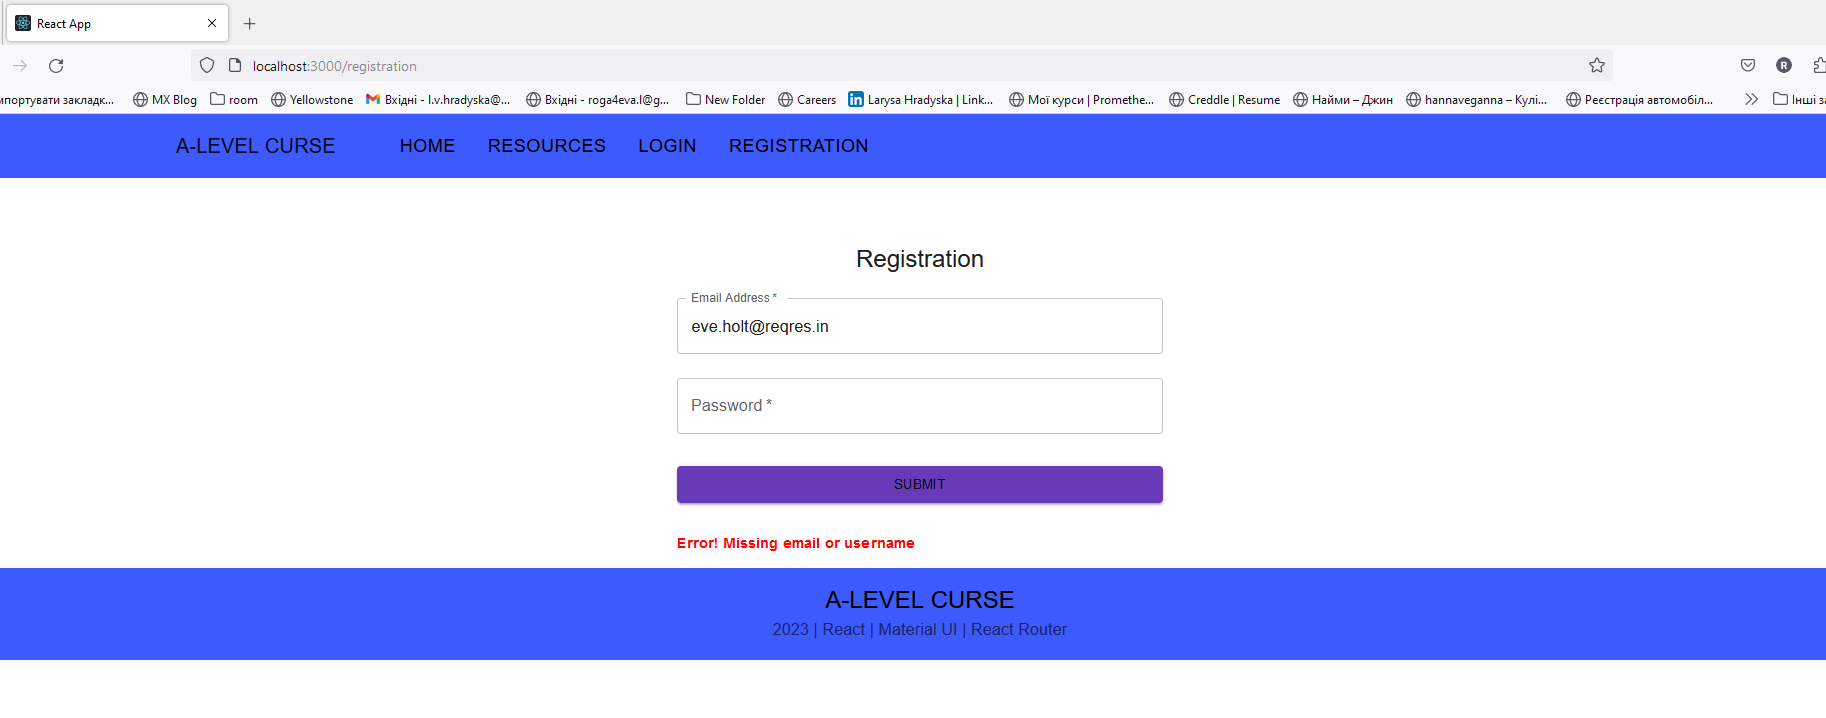 React App
localhost:3000/registration
мпортувати закладк... MX Blog room Yellowstone Вхідні - l.v.hradyska@... Вхідні - roga4eva.l@g... New Folder Careers Larysa Hradyska | Link... Мої курси | Promethe... Creddle | Resume Найми – Джин hannaveganna – Кулі... Реєстрація автомобіл... Інші за
A-LEVEL CURSE HOME RESOURCES LOGIN REGISTRATION
Registration
Email Address *
eve.holt@reqres.in
Password *
SUBMIT
Error! Missing email or username
A-LEVEL CURSE
2023 | React | Material UI | React Router